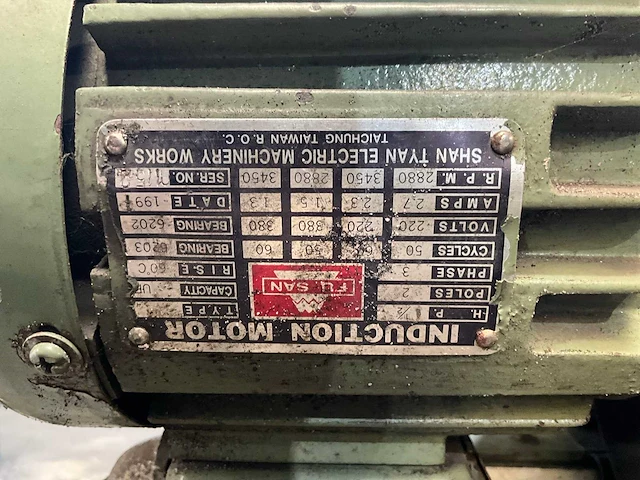 INDUCTION MOTOR
H. P. ½ TYPE
POLES 2 FU SAN CAPACITY
PHASE 3 RISE 60°C
CYCLES 50 60 50 60 BEARING 6203
VOLTS 220 220 380 380 BEARING 6202
AMPS 2.7 2.3 1.5 1.3 DATE 199
R. P. M. 2880 3450 2880 3450 SER.NO.
SHAN TYAN ELECTRIC MACHINERY WORKS
TAICHUNG TAIWAN R. O. C.